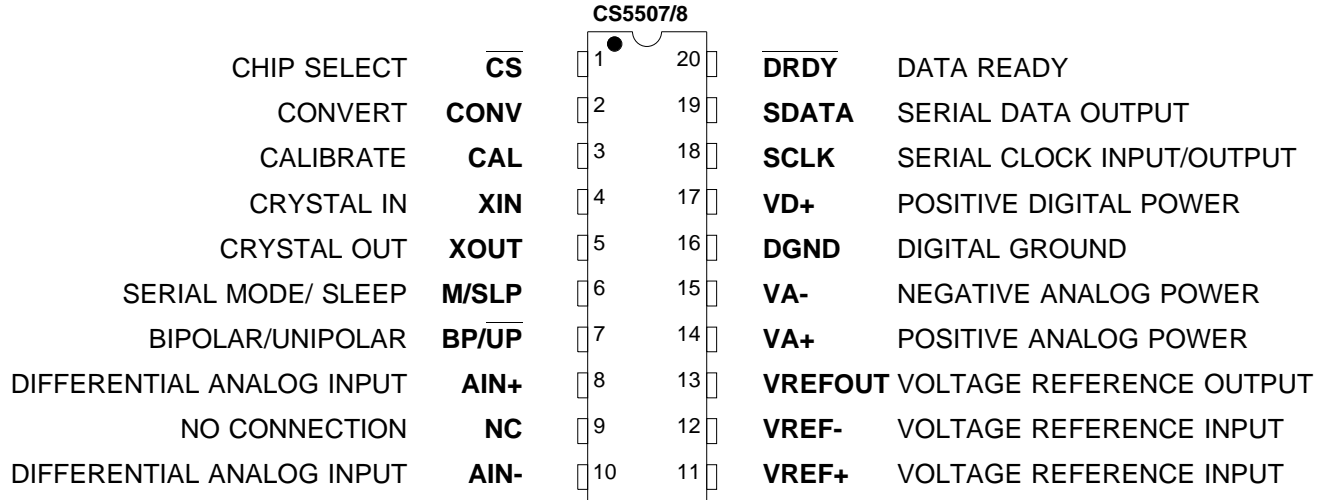 CS5507/8
CHIP SELECT CS 1 20 DRDY DATA READY
CONVERT CONV 2 19 SDATA SERIAL DATA OUTPUT
CALIBRATE CAL 3 18 SCLK SERIAL CLOCK INPUT/OUTPUT
CRYSTAL IN XIN 4 17 VD+ POSITIVE DIGITAL POWER
CRYSTAL OUT XOUT 5 16 DGND DIGITAL GROUND
SERIAL MODE/ SLEEP M/SLP 6 15 VA- NEGATIVE ANALOG POWER
BIPOLAR/UNIPOLAR BP/UP 7 14 VA+ POSITIVE ANALOG POWER
DIFFERENTIAL ANALOG INPUT AIN+ 8 13 VREFOUT VOLTAGE REFERENCE OUTPUT
NO CONNECTION NC 9 12 VREF- VOLTAGE REFERENCE INPUT
DIFFERENTIAL ANALOG INPUT AIN- 10 11 VREF+ VOLTAGE REFERENCE INPUT